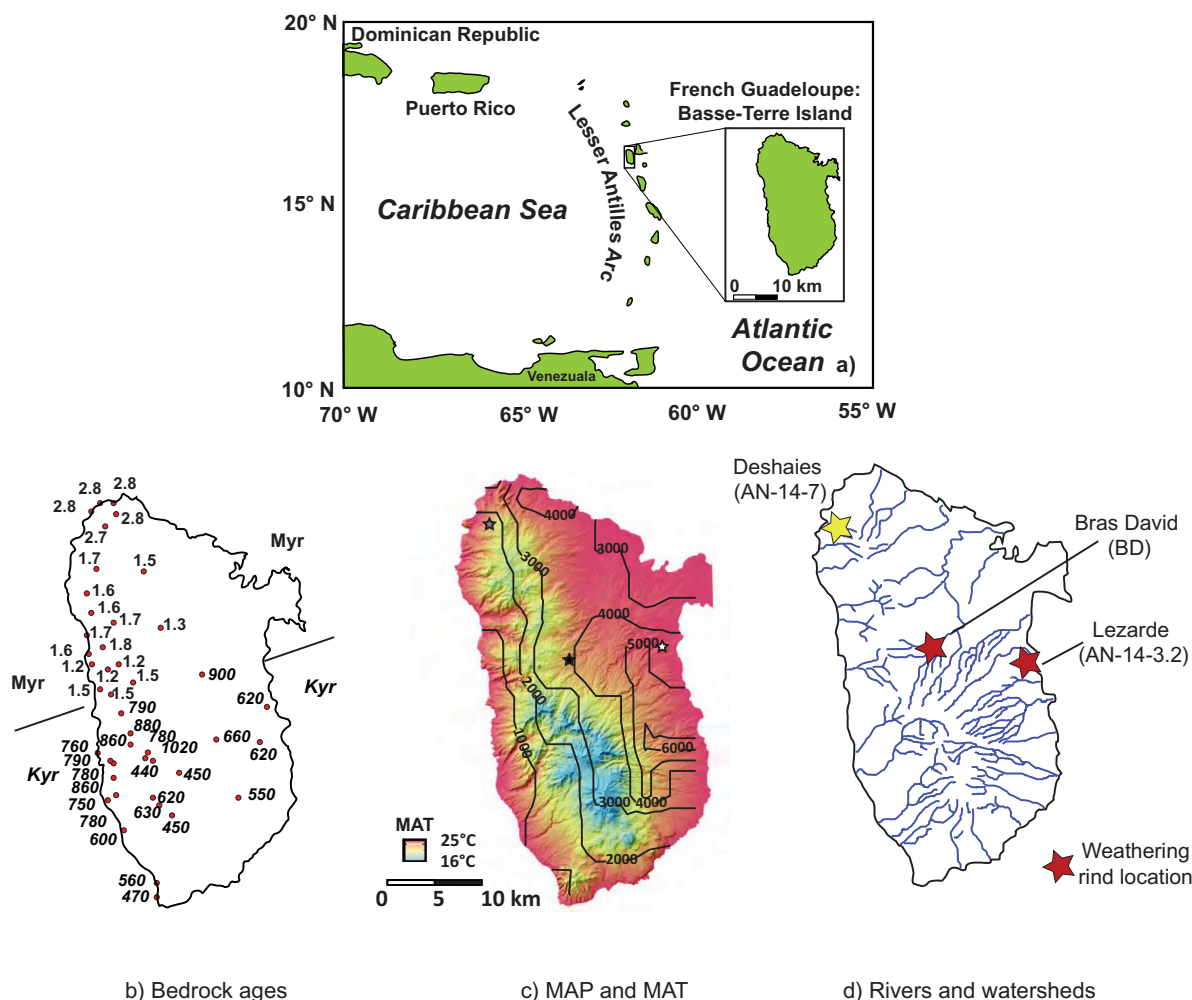 20° N
Dominican Republic
Puerto Rico
French Guadeloupe:
Basse-Terre Island
Lesser Antilles Arc
15° N
Caribbean Sea
0 10 km
Atlantic
Ocean a)
Venezuala
10° N
70° W 65° W 60° W 55° W
2.8
2.8
2.8
2.8
2.7
1.7
1.5
Myr
1.6
1.6
1.7
1.3
1.7
1.8
1.6
1.2
1.2
1.2
1.5
900
Myr
1.5
1.5
Kyr
620
790
880
660
860
780
620
760
1020
790
440
450
Kyr
780
860
620
550
750
630
780
450
600
560
470
b) Bedrock ages
4000
3000
3000
4000
5000
2000
1000
6000
3000
4000
2000
MAT
25°C
16°C
0 5 10 km
c) MAP and MAT
Deshaies
(AN-14-7)
Bras David
(BD)
Lezarde
(AN-14-3.2)
Weathering
rind location
d) Rivers and watersheds